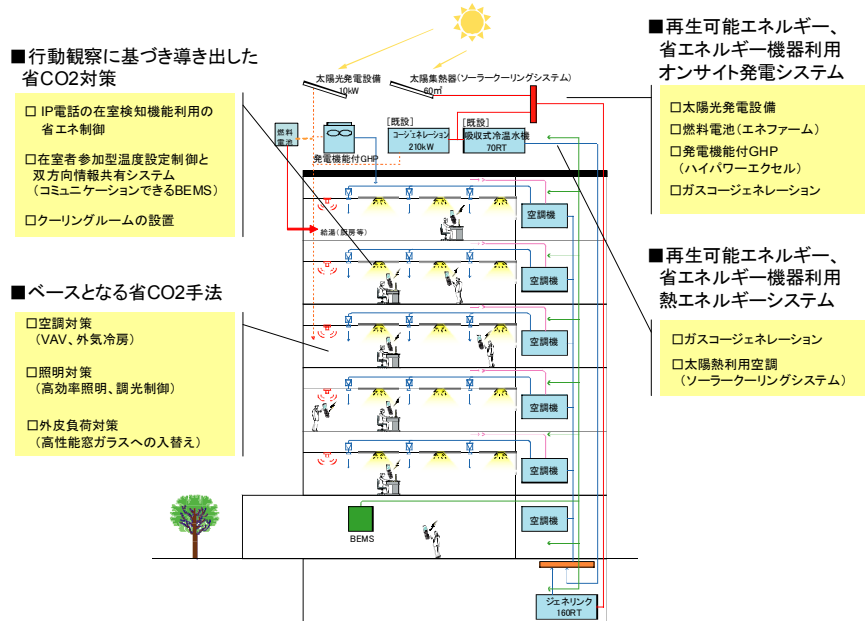 ■行動観察に基づき導き出した
省CO2対策
□ IP電話の在室検知機能利用の
省エネ制御
□在室者参加型温度設定制御と
双方向情報共有システム
(コミュニケーションできるBEMS)
□クーリングルームの設置
■ベースとなる省CO2手法
□空調対策
(VAV、外気冷房)
□照明対策
(高効率照明、調光制御)
□外皮負荷対策
(高性能窓ガラスへの入替え)
太陽光発電設備
10kW
太陽集熱器(ソーラークーリングシステム)
60㎡
燃料
電池
発電機能付GHP
[既設]
コージェネレーション
210kW
[既設]
吸収式冷温水機
70RT
給湯(厨房等)
空調機
空調機
空調機
空調機
空調機
空調機
BEMS
ジェネリンク
160RT
■再生可能エネルギー、
省エネルギー機器利用
オンサイト発電システム
□太陽光発電設備
□燃料電池(エネファーム)
□発電機能付GHP
(ハイパワーエクセル)
□ガスコージェネレーション
■再生可能エネルギー、
省エネルギー機器利用
熱エネルギーシステム
□ガスコージェネレーション
□太陽熱利用空調
(ソーラークーリングシステム)